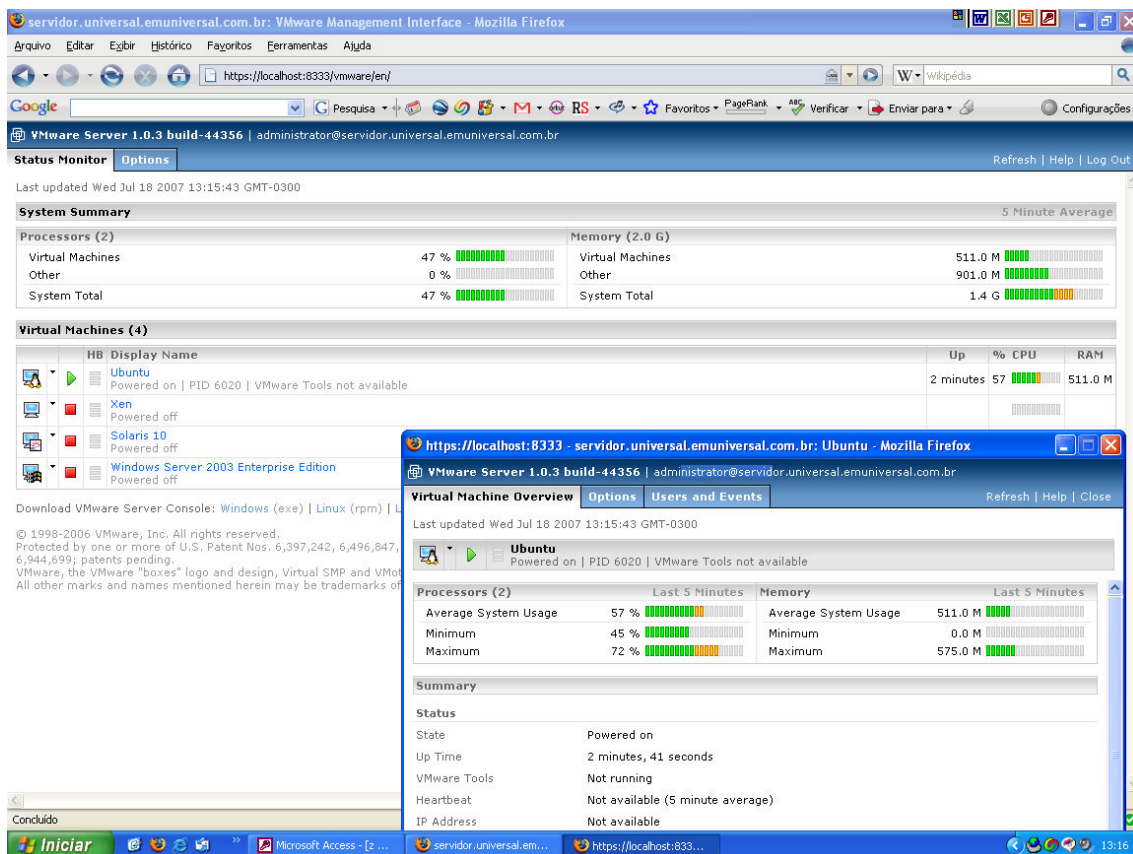 servidor.universal.emuniversal.com.br: VMware Management Interface - Mozilla Firefox
Arquivo Editar Exibir Histórico Favoritos Ferramentas Ajuda
https://localhost:8333/vmware/en/
W Wikipédia
Google G Pesquisa RS Favoritos PageRank ABC Verificar Enviar para Configurações
VMware Server 1.0.3 build-44356 | administrator@servidor.universal.emuniversal.com.br
Status Monitor Options Refresh | Help | Log Out
Last updated Wed Jul 18 2007 13:15:43 GMT-0300
System Summary 5 Minute Average
Processors (2) Memory (2.0 G)
Virtual Machines 47 % Virtual Machines 511.0 M
Other 0 % Other 901.0 M
System Total 47 % System Total 1.4 G
Virtual Machines (4)
HB Display Name Up % CPU RAM
Ubuntu
Powered on | PID 6020 | VMware Tools not available 2 minutes 57 511.0 M
Xen
Powered off
Solaris 10
Powered off
Windows Server 2003 Enterprise Edition
Powered off
Download VMware Server Console: Windows (exe) | Linux (rpm) | L
© 1998-2006 VMware, Inc. All rights reserved.
Protected by one or more of U.S. Patent Nos. 6,397,242, 6,496,847,
6,944,699; patents pending.
VMware, the VMware "boxes" logo and design, Virtual SMP and VMot
All other marks and names mentioned herein may be trademarks of
https://localhost:8333 - servidor.universal.emuniversal.com.br: Ubuntu - Mozilla Firefox
VMware Server 1.0.3 build-44356 | administrator@servidor.universal.emuniversal.com.br
Virtual Machine Overview Options Users and Events Refresh | Help | Close
Last updated Wed Jul 18 2007 13:15:43 GMT-0300
Ubuntu
Powered on | PID 6020 | VMware Tools not available
Processors (2) Last 5 Minutes Memory Last 5 Minutes
Average System Usage 57 % Average System Usage 511.0 M
Minimum 45 % Minimum 0.0 M
Maximum 72 % Maximum 575.0 M
Summary
Status
State Powered on
Up Time 2 minutes, 41 seconds
VMware Tools Not running
Heartbeat Not available (5 minute average)
IP Address Not available
Concluído
Iniciar Microsoft Access - [z ... servidor.universal.em... https://localhost:833... 13:16